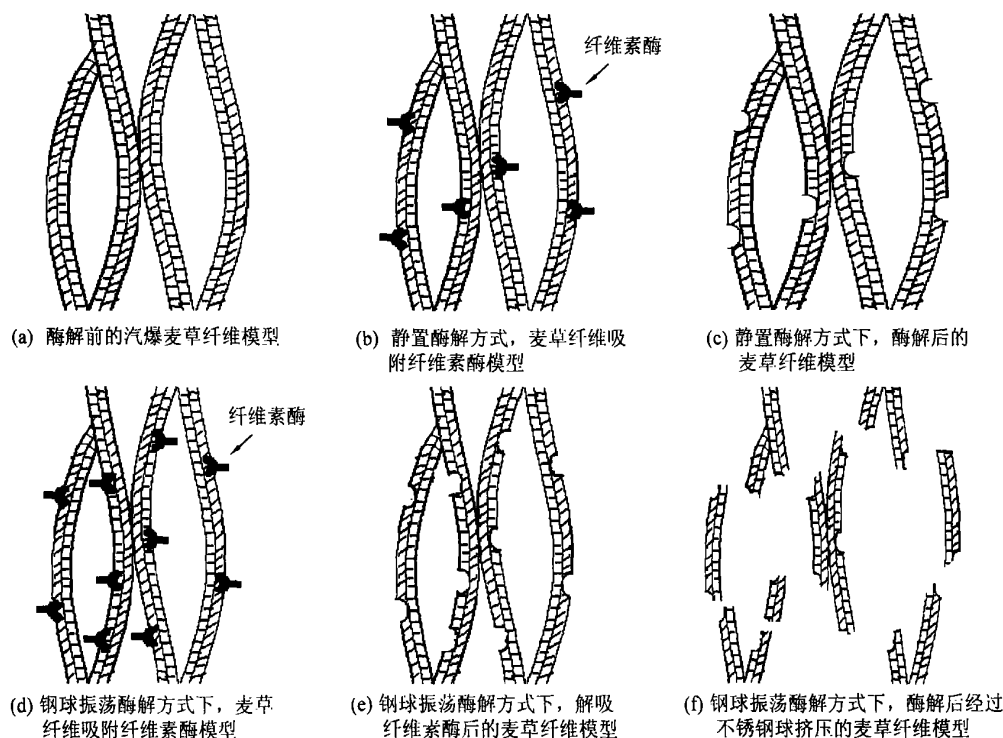 纤维素酶
(a) 酶解前的汽爆麦草纤维模型
(b) 静置酶解方式，麦草纤维吸
附纤维素酶模型
(c) 静置酶解方式下，酶解后的
麦草纤维模型
纤维素酶
(d) 钢球振荡酶解方式下，麦草
纤维吸附纤维素酶模型
(e) 钢球振荡酶解方式下，解吸
纤维素酶后的麦草纤维模型
(f) 钢球振荡酶解方式下，酶解后经过
不锈钢球挤压的麦草纤维模型